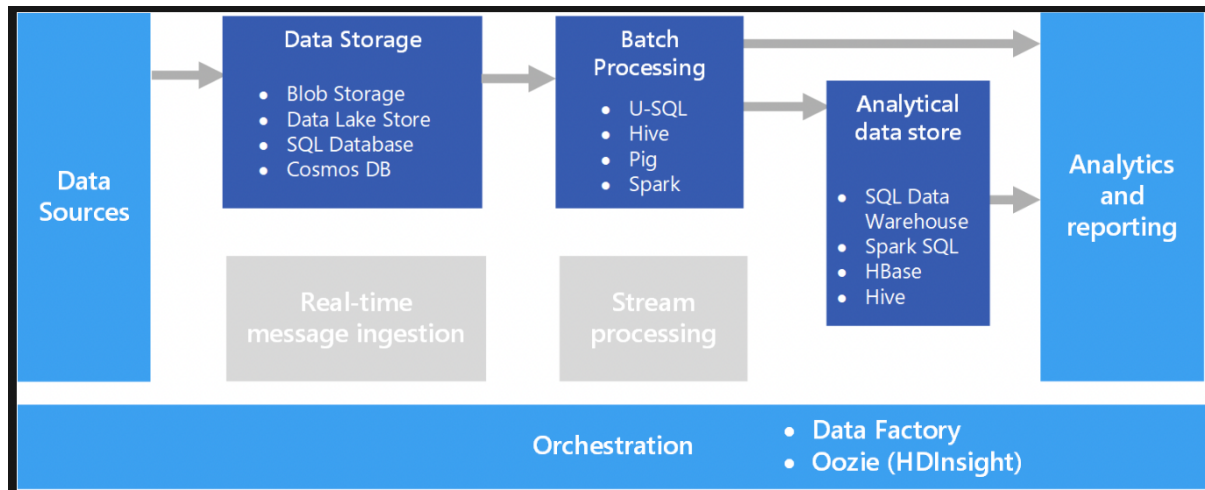 Data
Sources
Data Storage
• Blob Storage
• Data Lake Store
• SQL Database
• Cosmos DB
Batch
Processing
• U-SQL
• Hive
• Pig
• Spark
Analytical
data store
• SQL Data
Warehouse
• Spark SQL
• HBase
• Hive
Analytics
and
reporting
Real-time
message ingestion
Stream
processing
Orchestration
• Data Factory
• Oozie (HDInsight)